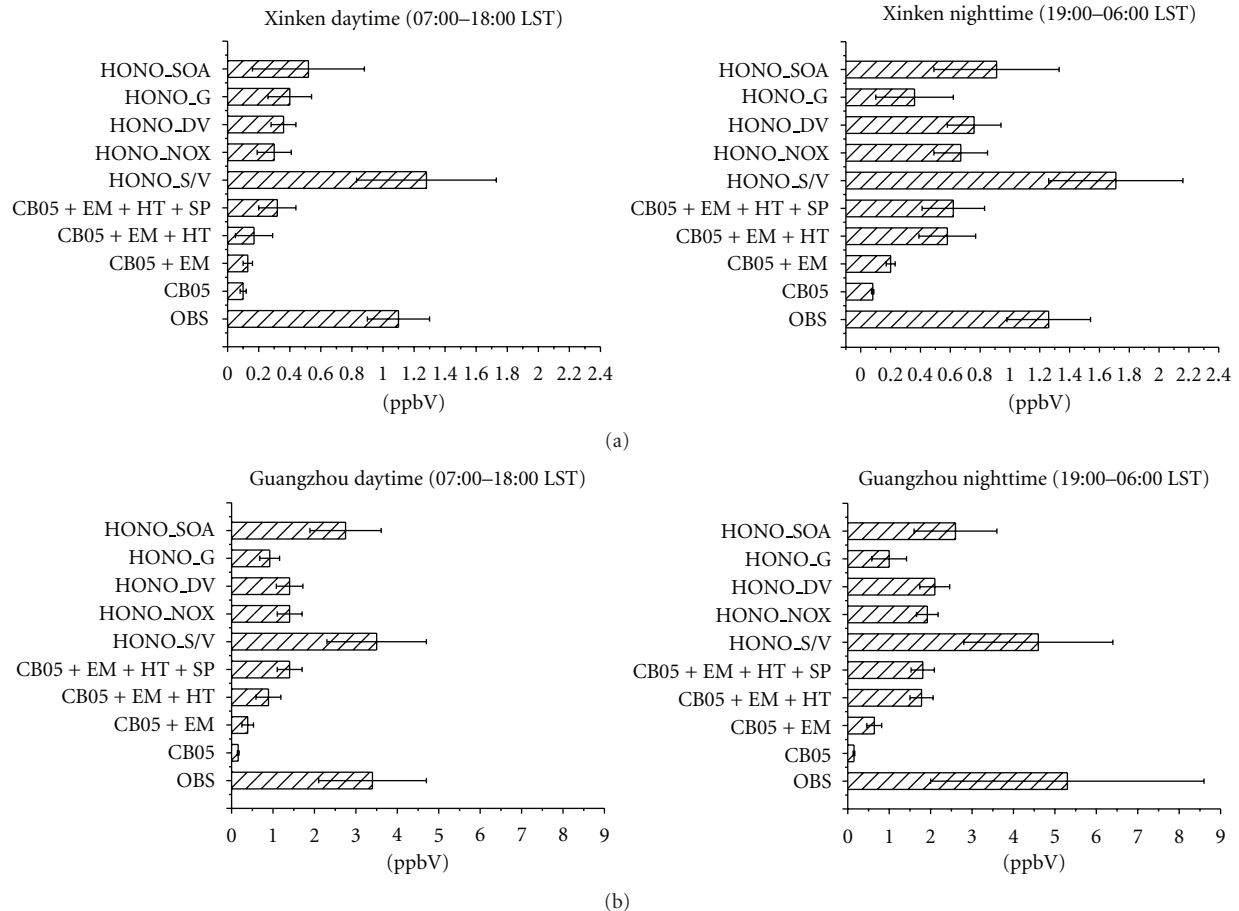 Xinken daytime (07:00–18:00 LST)
HONO_SOA
HONO_G
HONO_DV
HONO_NOX
HONO_S/V
CB05 + EM + HT + SP
CB05 + EM + HT
CB05 + EM
CB05
OBS
0 0.2 0.4 0.6 0.8 1 1.2 1.4 1.6 1.8 2 2.2 2.4
(ppbV)
Xinken nighttime (19:00–06:00 LST)
HONO_SOA
HONO_G
HONO_DV
HONO_NOX
HONO_S/V
CB05 + EM + HT + SP
CB05 + EM + HT
CB05 + EM
CB05
OBS
0 0.2 0.4 0.6 0.8 1 1.2 1.4 1.6 1.8 2 2.2 2.4
(ppbV)
(a)
Guangzhou daytime (07:00–18:00 LST)
HONO_SOA
HONO_G
HONO_DV
HONO_NOX
HONO_S/V
CB05 + EM + HT + SP
CB05 + EM + HT
CB05 + EM
CB05
OBS
0 1 2 3 4 5 6 7 8 9
(ppbV)
Guangzhou nighttime (19:00–06:00 LST)
HONO_SOA
HONO_G
HONO_DV
HONO_NOX
HONO_S/V
CB05 + EM + HT + SP
CB05 + EM + HT
CB05 + EM
CB05
OBS
0 1 2 3 4 5 6 7 8 9
(ppbV)
(b)